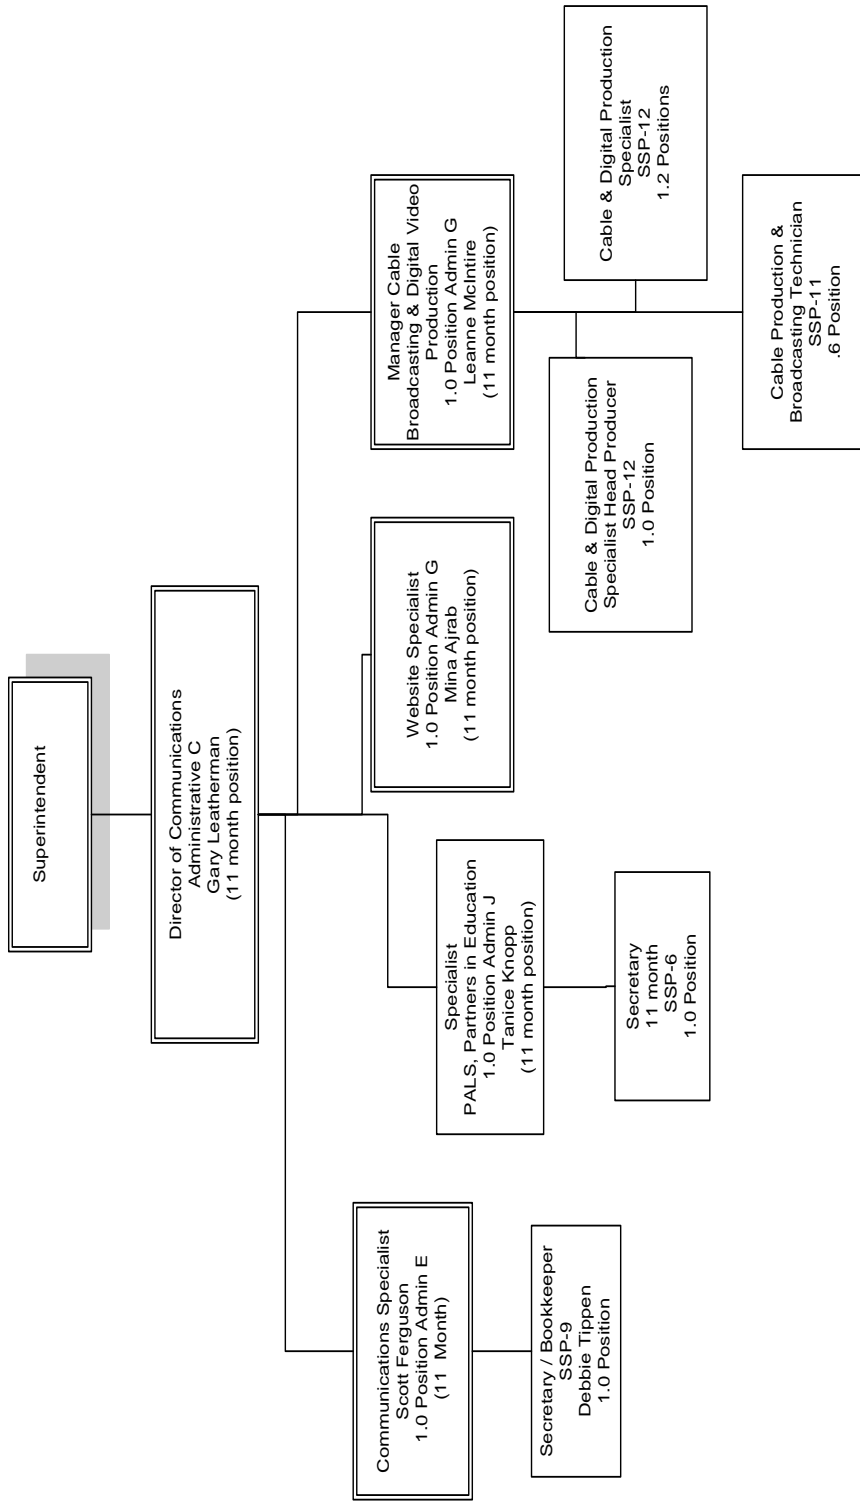 Superintendent
Director of Communications
Administrative C
Gary Leatherman
(11 month position)
Communications Specialist
Scott Ferguson
1.0 Position Admin E
(11 Month)
Secretary / Bookkeeper
SSP-9
Debbie Tippen
1.0 Position
Specialist
PALS, Partners in Education
1.0 Position Admin J
Tanice Knopp
(11 month position)
Secretary
11 month
SSP-6
1.0 Position
Website Specialist
1.0 Position Admin G
Mina Ajrab
(11 month position)
Manager Cable
Broadcasting & Digital Video
Production
1.0 Position Admin G
Leanne McIntire
(11 month position)
Cable & Digital Production
Specialist Head Producer
SSP-12
1.0 Position
Cable & Digital Production
Specialist
SSP-12
1.2 Positions
Cable Production &
Broadcasting Technician
SSP-11
.6 Position